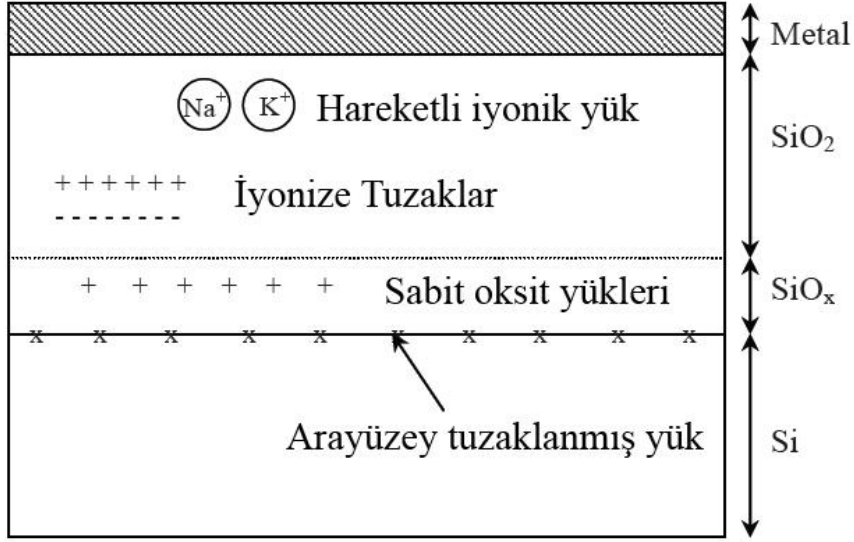 Metal
Na+ K+ Hareketli iyonik yük
SiO2
++++++ İyonize Tuzaklar
--------
+ + + + + + Sabit oksit yükleri
SiOx
x x x x x x x x x x
Arayüzey tuzaklanmış yük
Si